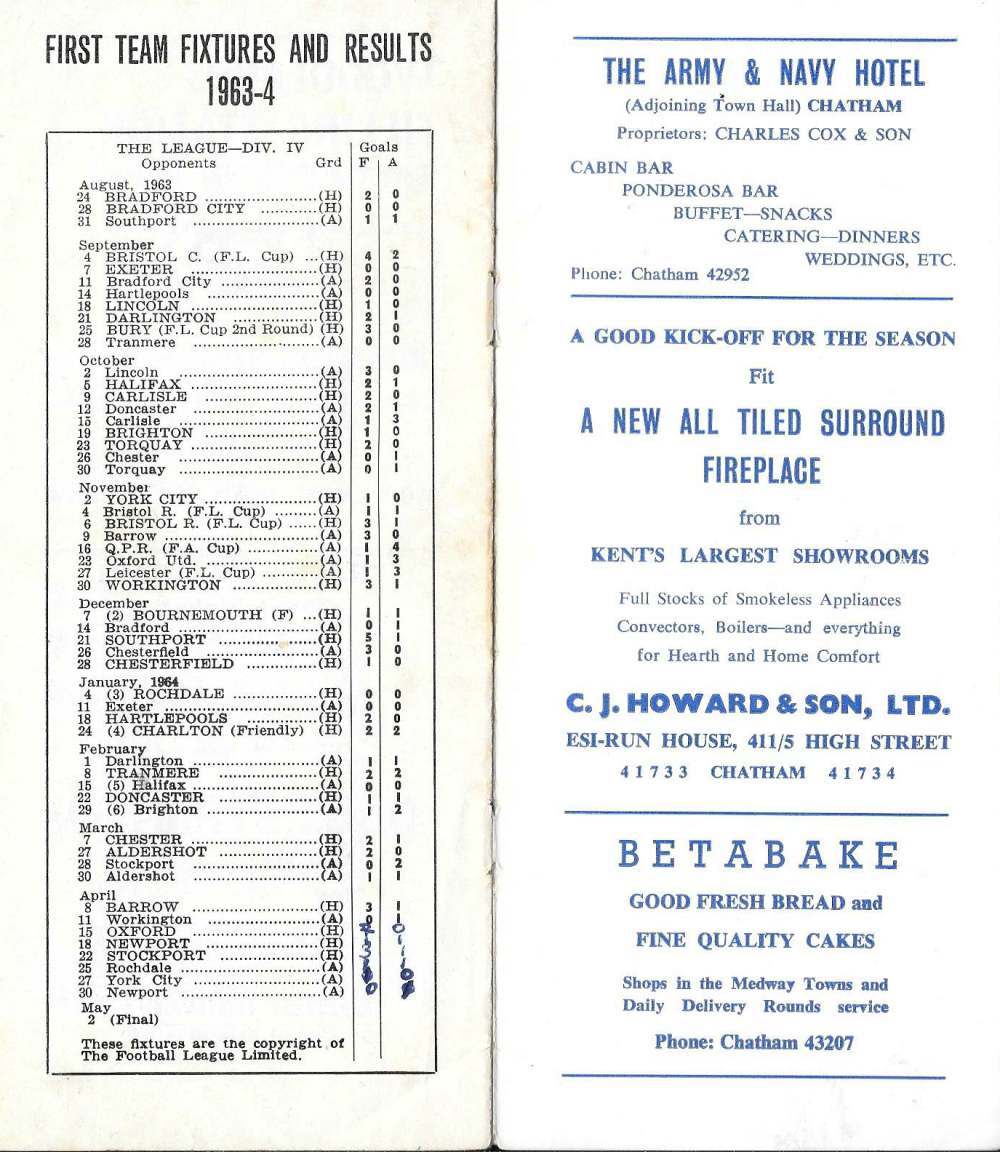 FIRST TEAM FIXTURES AND RESULTS
1963-4
THE LEAGUE—DIV. IV Goals
Opponents Grd F A
August, 1963
24 BRADFORD ........................(H) 2 0
28 BRADFORD CITY ............(H) 0 0
31 Southport ...........................(A) 1 1
September
4 BRISTOL C. (F.L. Cup) ...(H) 4 2
7 EXETER ...........................(H) 0 0
11 Bradford City .....................(A) 2 0
14 Hartlepools ........................(A) 0 0
18 LINCOLN ...........................(H) 1 0
21 DARLINGTON ..................(H) 2 1
25 BURY (F.L. Cup 2nd Round) (H) 3 0
28 Tranmere ...........................(A) 0 0
October
2 Lincoln ..............................(A) 3 0
5 HALIFAX ...........................(H) 2 1
9 CARLISLE ........................(H) 2 0
12 Doncaster ...........................(A) 2 1
15 Carlisle ..............................(A) 1 3
19 BRIGHTON ........................(H) 1 0
23 TORQUAY ........................(H) 2 0
26 Chester ..............................(A) 0 1
30 Torquay ..............................(A) 0 1
November
2 YORK CITY ........................(H) 1 0
4 Bristol R. (F.L. Cup) .........(A) 1 1
6 BRISTOL R. (F.L. Cup) ......(H) 3 1
9 Barrow .................................(A) 3 0
16 Q.P.R. (F.A. Cup) ...............(A) 1 4
23 Oxford Utd. ........................(A) 1 3
27 Leicester (F.L. Cup) ............(A) 1 3
30 WORKINGTON ..................(H) 3 1
December
7 (2) BOURNEMOUTH (F) ...(H) 1 1
14 Bradford ..............................(A) 0 1
21 SOUTHPORT .....................(H) 5 1
26 Chesterfield ........................(A) 3 0
28 CHESTERFIELD ...............(H) 1 0
January, 1964
4 (3) ROCHDALE ..................(H) 0 0
11 Exeter .................................(A) 0 0
18 HARTLEPOOLS ...............(H) 2 0
24 (4) CHARLTON (Friendly) (H) 2 2
February
1 Darlington ...........................(A) 1 1
8 TRANMERE .....................(H) 2 2
15 (5) Halifax ...........................(A) 0 0
22 DONCASTER .....................(H) 1 1
29 (6) Brighton ........................(A) 1 2
March
7 CHESTER ...........................(H) 2 1
27 ALDERSHOT .....................(H) 2 0
28 Stockport ...........................(A) 0 2
30 Aldershot ...........................(A) 1 1
April
8 BARROW ...........................(H) 3 1
11 Workington ........................(A)
15 OXFORD ...........................(H)
18 NEWPORT ........................(H)
22 STOCKPORT .....................(H)
25 Rochdale ..............................(A)
27 York City ...........................(A)
30 Newport ..............................(A)
May
2 (Final)
These fixtures are the copyright of
The Football League Limited.
THE ARMY & NAVY HOTEL
(Adjoining Town Hall) CHATHAM
Proprietors: CHARLES COX & SON
CABIN BAR
PONDEROSA BAR
BUFFET—SNACKS
CATERING—DINNERS
WEDDINGS, ETC.
Phone: Chatham 42952
A GOOD KICK-OFF FOR THE SEASON
Fit
A NEW ALL TILED SURROUND
FIREPLACE
from
KENT'S LARGEST SHOWROOMS
Full Stocks of Smokeless Appliances
Convectors, Boilers—and everything
for Hearth and Home Comfort
C. J. HOWARD & SON, LTD.
ESI-RUN HOUSE, 411/5 HIGH STREET
41733 CHATHAM 41734
BETABAKE
GOOD FRESH BREAD and
FINE QUALITY CAKES
Shops in the Medway Towns and
Daily Delivery Rounds service
Phone: Chatham 43207